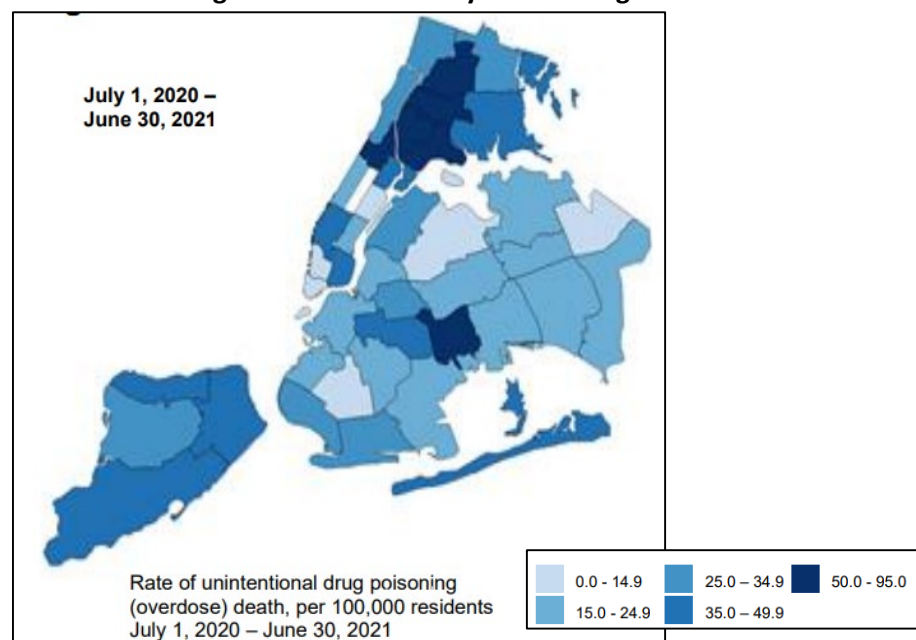 July 1, 2020 –
June 30, 2021
Rate of unintentional drug poisoning
(overdose) death, per 100,000 residents
July 1, 2020 – June 30, 2021
0.0 - 14.9
25.0 – 34.9
50.0 - 95.0
15.0 - 24.9
35.0 – 49.9